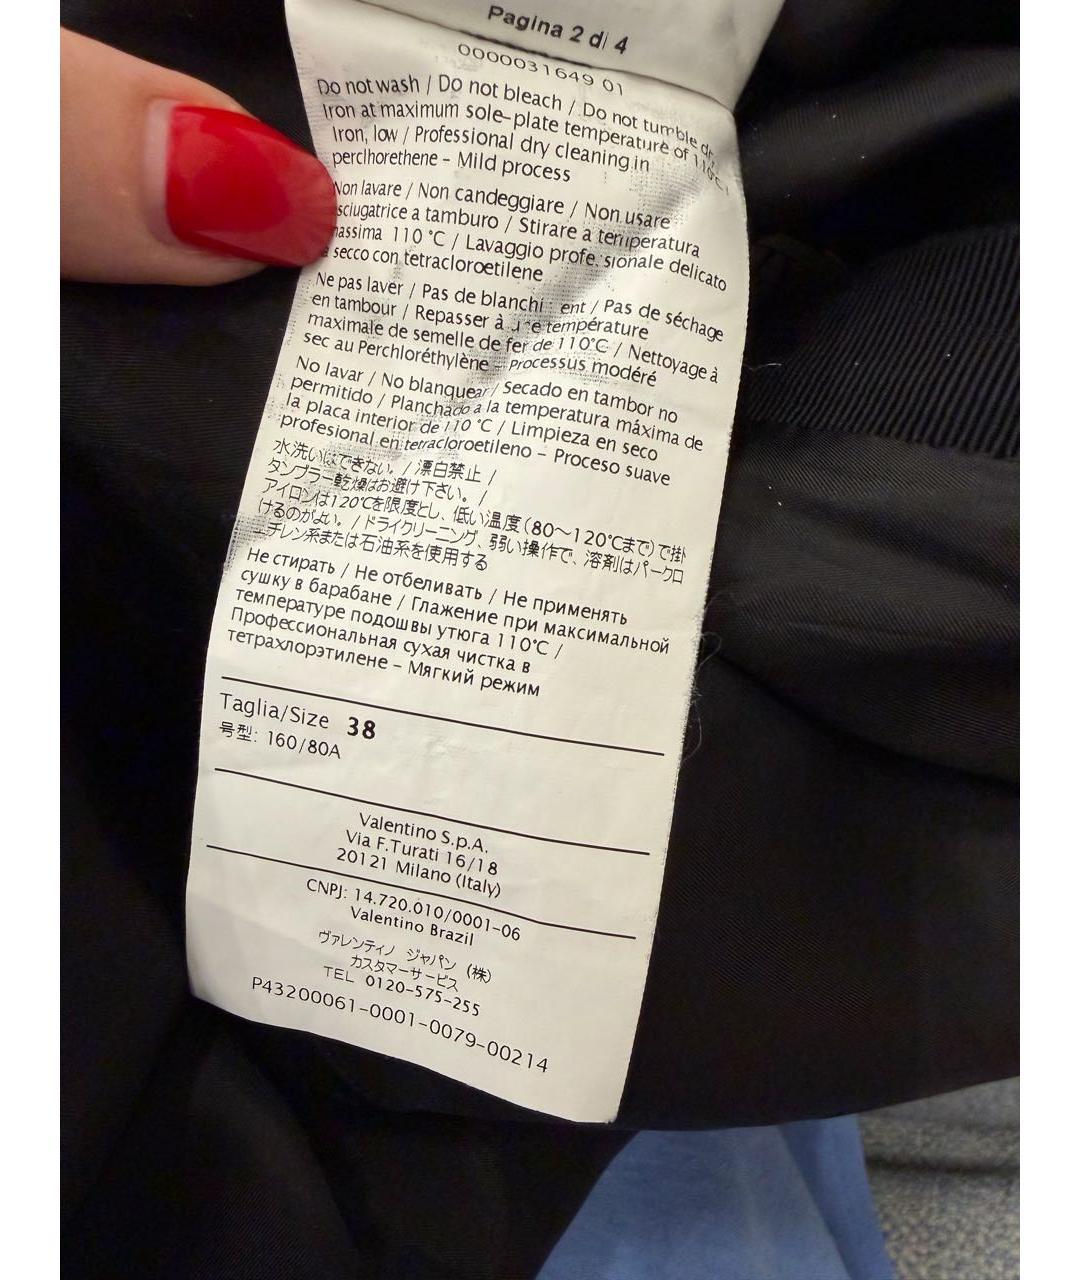 Pagina 2 di 4
0000031649 01
Do not wash / Do not bleach / Do not tumble
Iron at maximum sole-plate temperature of 110°C
Iron, low / Professional dry cleaning in
perclhorethene - Mild process
Non lavare / Non candeggiare / Non usare
asciugatrice a tamburo / Stirare a temperatura
massima 110 °C / Lavaggio professionale delicato
a secco con tetracloroetilene
Ne pas laver / Pas de blanchiment / Pas de séchage
en tambour / Repasser à une température
maximale de semelle de fer de 110°C / Nettoyage à
sec au Perchloréthylène - Processus modéré
No lavar / No blanquear / Secado en tambor no
permitido / Planchado a la temperatura máxima de
la placa interior de 110 °C / Limpieza en seco
profesional en tetracloroetileno - Proceso suave
水洗いはできない。/ 漂白禁止 /
タンブラー乾燥はお避け下さい。 /
アイロンは120℃を限度とし、低い温度(80～120℃まで)で掛
けるのがよい。/ ドライクリーニング、弱い操作で、溶剤はパークロ
エチレン系または石油系を使用する
Не стирать / Не отбеливать / Не применять
сушку в барабане / Глажение при максимальной
температуре подошвы утюга 110°C /
Профессиональная сухая чистка в
тетрахлорэтилене - Мягкий режим
Taglia/Size 38
号型: 160/80A
Valentino S.p.A.
Via F.Turati 16/18
20121 Milano (Italy)
CNPJ: 14.720.010/0001-06
Valentino Brazil
ヴァレンティノ ジャパン (株)
カスタマーサービス
TEL 0120-575-255
P43200061-0001-0079-00214